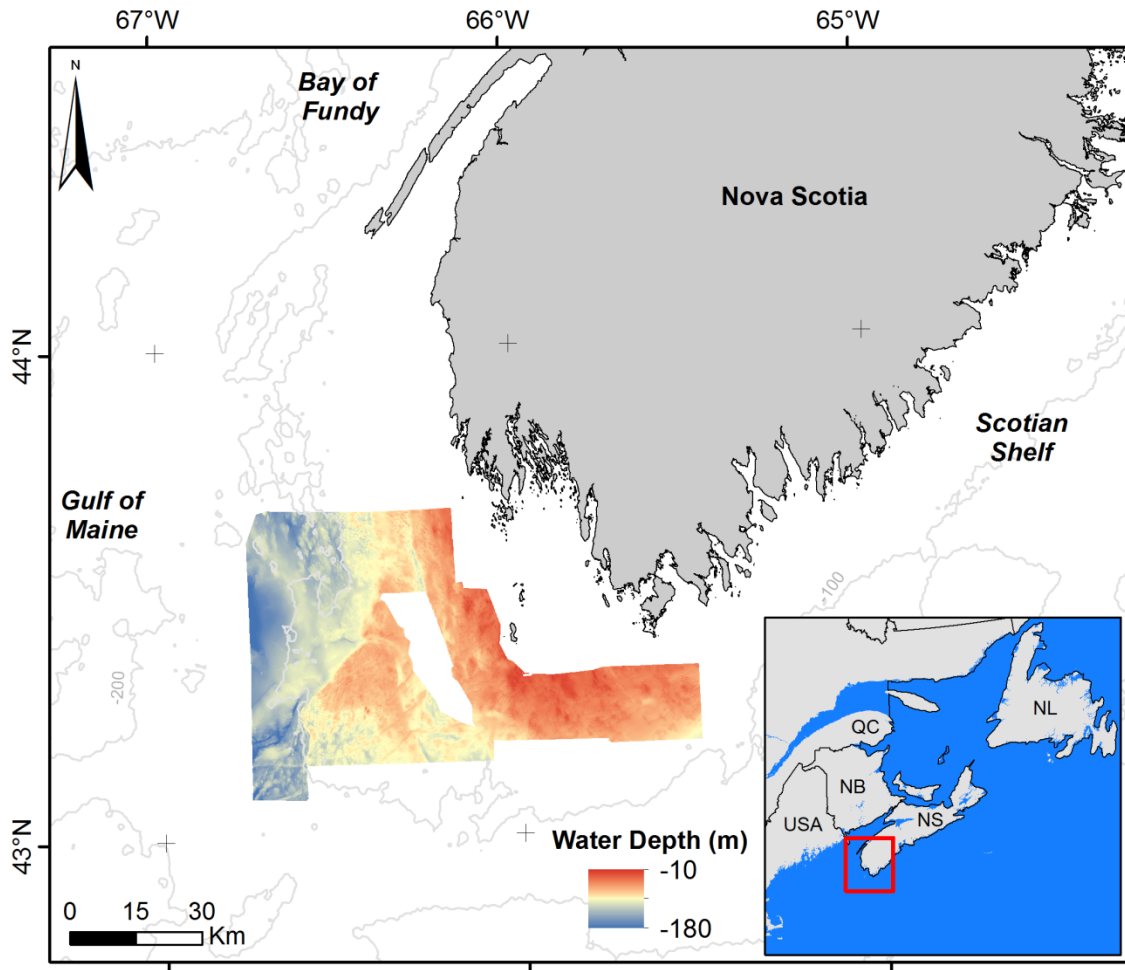 67°W
66°W
65°W
N
Bay of
Fundy
Nova Scotia
44°N
Scotian
Shelf
Gulf of
Maine
-100
-200
43°N
Water Depth (m)
-10
-180
0
15
30
Km
QC
NL
NB
NS
USA